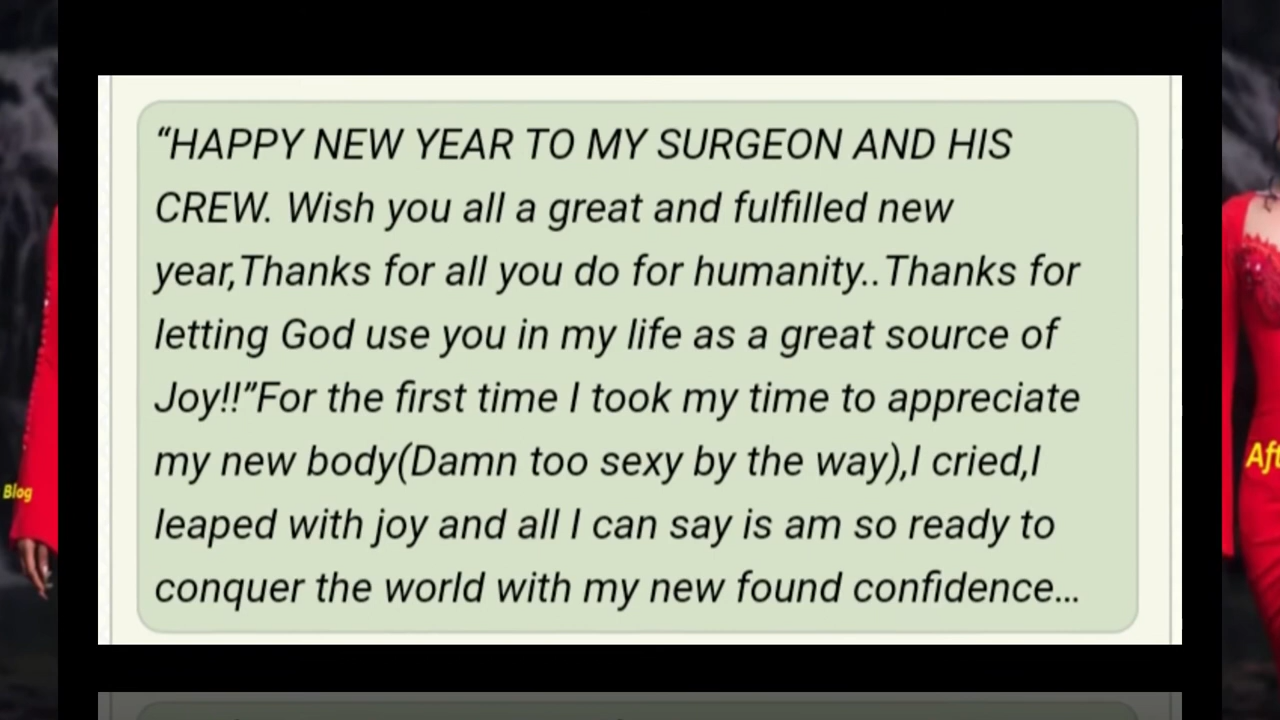 “HAPPY NEW YEAR TO MY SURGEON AND HIS
CREW. Wish you all a great and fulfilled new
year,Thanks for all you do for humanity..Thanks for
letting God use you in my life as a great source of
Joy!!”For the first time I took my time to appreciate
my new body(Damn too sexy by the way),I cried,I
leaped with joy and all I can say is am so ready to
conquer the world with my new found confidence...
Blog
Aft